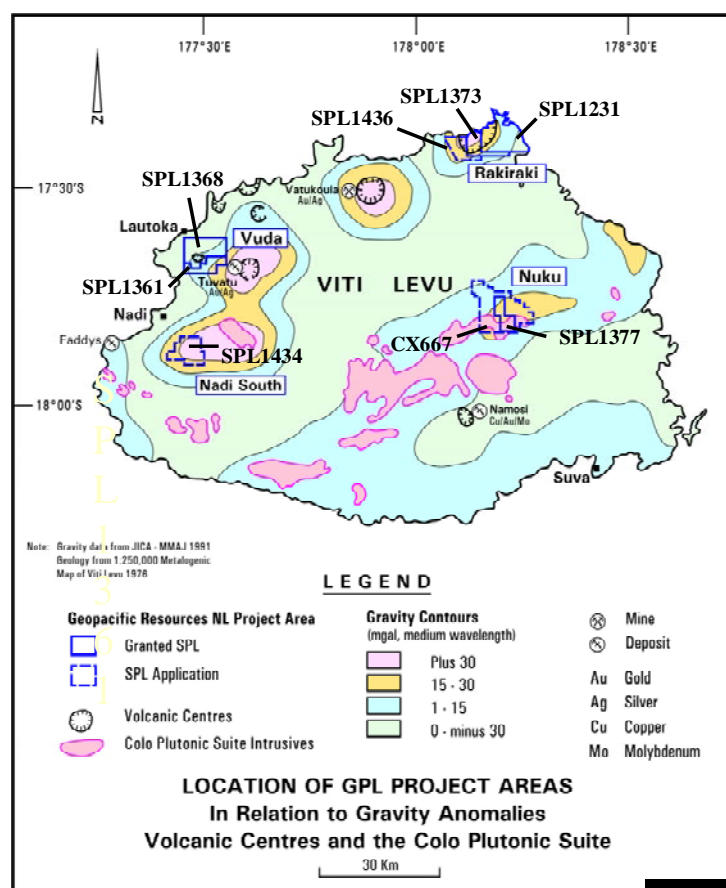 177°30'E 178°00'E 178°30'E
SPL1373
SPL1436 SPL1231
N
17°30'S
Rakiraki
SPL1368
Vatukoula
Au/Ag
Lautoka
Vuda
VITI LEVU
Nuku
SPL1361
Tuvatu
Au/Ag
Nadi
Faddys
SPL1434
CX667
SPL1377
Nadi South
18°00'S
Namosi
Cu/Au/Mo
Suva
SPL1361
Note: Gravity data from JICA - MMAJ 1991
Geology from 1:250,000 Metalogenic
Map of Viti Levu 1976
LEGEND
Geopacific Resources NL Project Area
Granted SPL
SPL Application
Volcanic Centres
Colo Plutonic Suite Intrusives
Gravity Contours
(mgal, medium wavelength)
Plus 30
15 - 30
1 - 15
0 - minus 30
Mine
Deposit
Au Gold
Ag Silver
Cu Copper
Mo Molybdenum
LOCATION OF GPL PROJECT AREAS
In Relation to Gravity Anomalies
Volcanic Centres and the Colo Plutonic Suite
30 Km